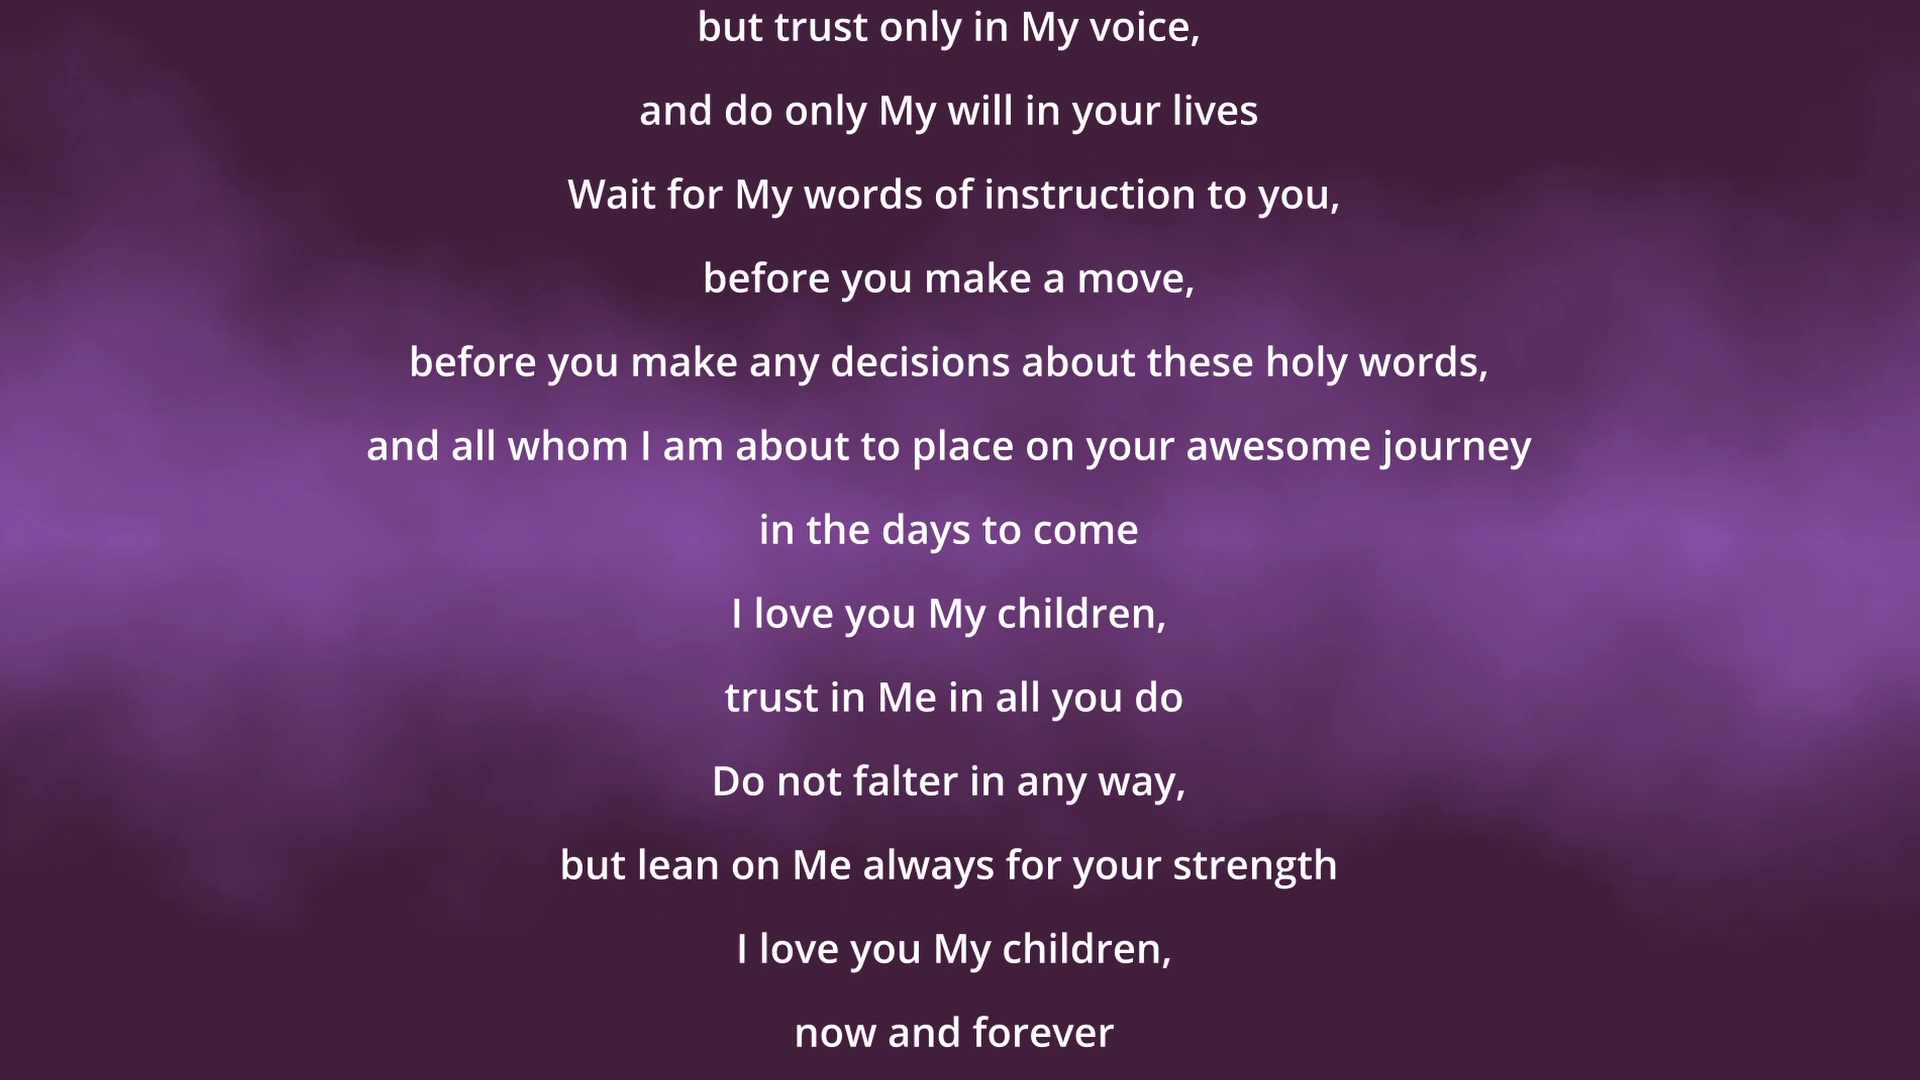 but trust only in My voice,
and do only My will in your lives
Wait for My words of instruction to you,
before you make a move,
before you make any decisions about these holy words,
and all whom I am about to place on your awesome journey
in the days to come
I love you My children,
trust in Me in all you do
Do not falter in any way,
but lean on Me always for your strength
I love you My children,
now and forever